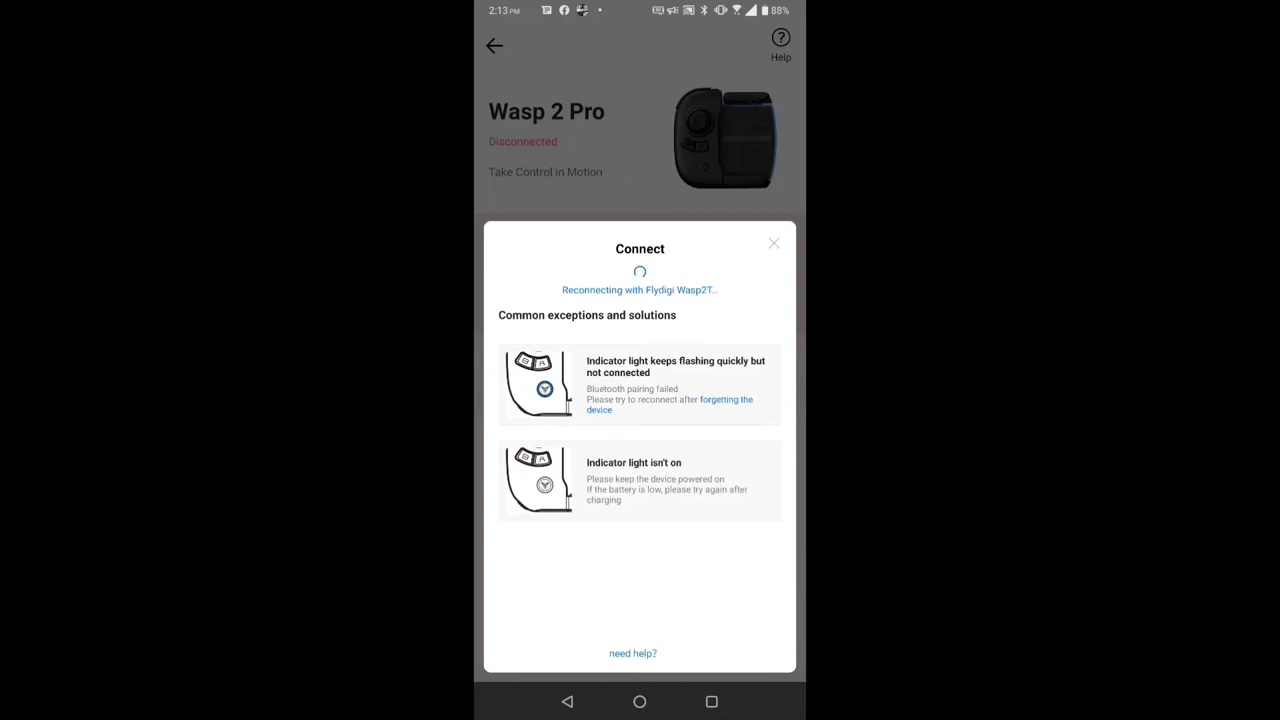 2:13 PM
88%
Help
Wasp 2 Pro
Disconnected
Take Control in Motion
Connect
Reconnecting with Flydigi Wasp2T...
Common exceptions and solutions
Indicator light keeps flashing quickly but
not connected
Bluetooth pairing failed
Please try to reconnect after forgetting the
device
B A
Indicator light isn't on
Please keep the device powered on
If the battery is low, please try again after
charging
B A
need help?